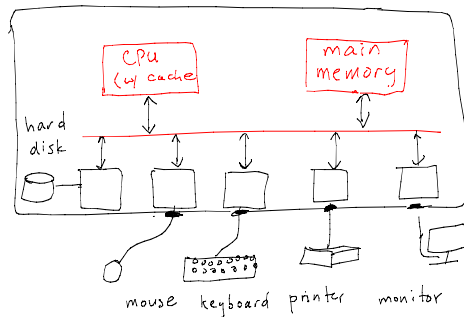 CPU
(w/ cache
main
memory
hard
disk
mouse keyboard printer monitor